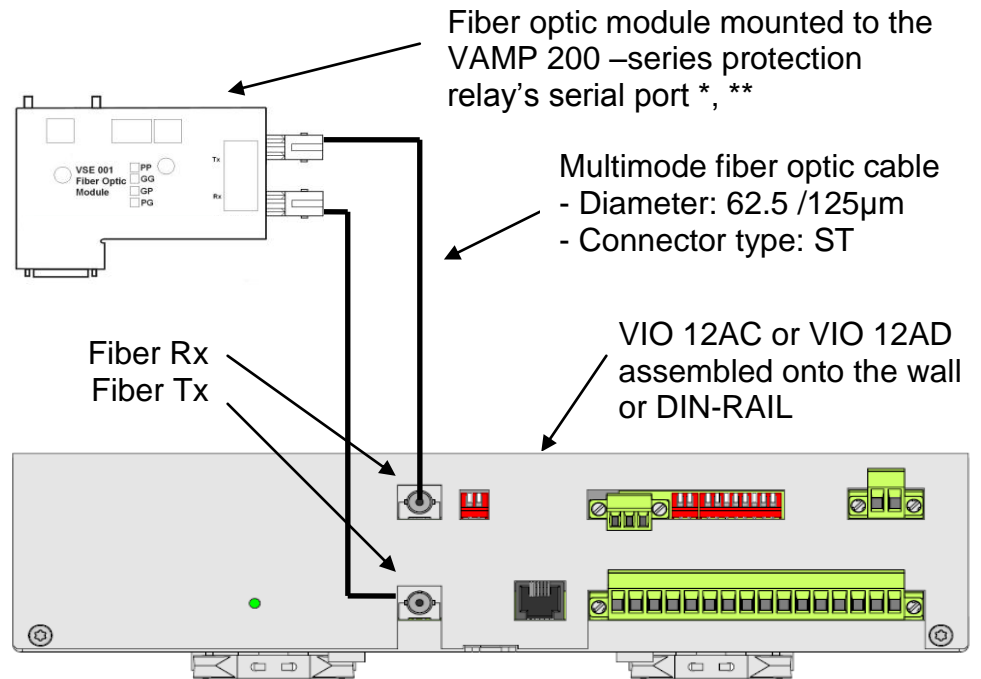 Fiber optic module mounted to the
VAMP 200 –series protection
relay's serial port *, **
VSE 001
Fiber Optic
Module
PP
GG
GP
PG
Tx
Rx
Multimode fiber optic cable
- Diameter: 62.5 /125µm
- Connector type: ST
Fiber Rx
Fiber Tx
VIO 12AC or VIO 12AD
assembled onto the wall
or DIN-RAIL